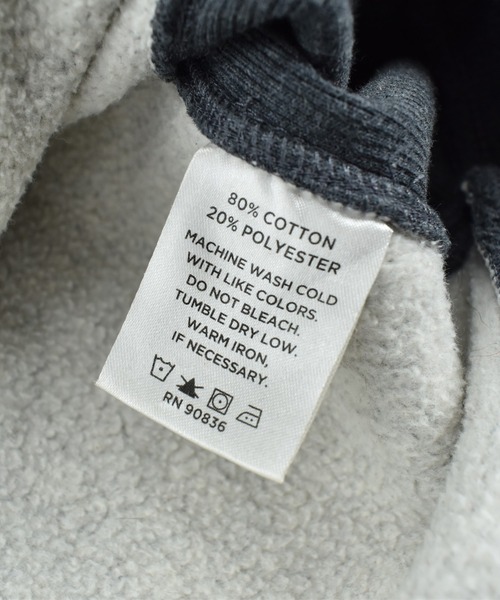 80% COTTON
20% POLYESTER
MACHINE WASH COLD
WITH LIKE COLORS.
DO NOT BLEACH.
TUMBLE DRY LOW.
WARM IRON,
IF NECESSARY.
RN 90836